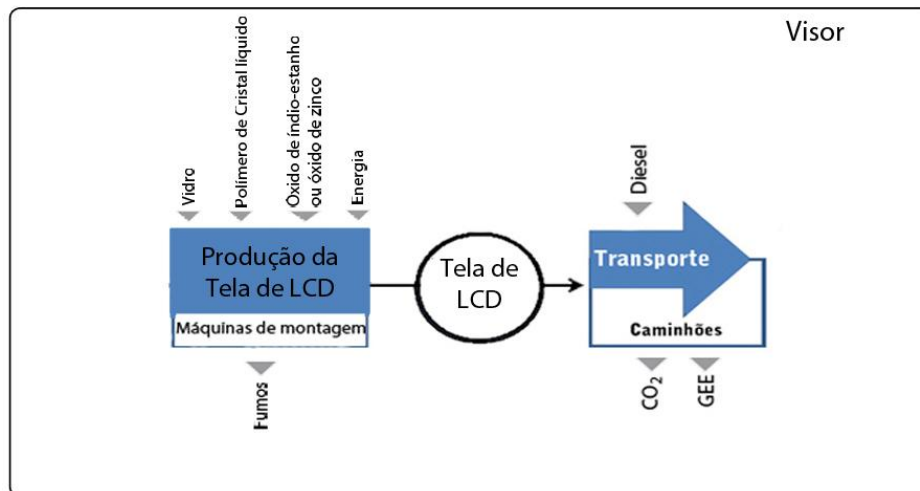 Visor
Vidro
Polímero de Cristal líquido
Óxido de índio-estanho
ou óxido de zinco
Energia
Produção da
Tela de LCD
Máquinas de montagem
Fumos
Tela de
LCD
Diesel
Transporte
Caminhões
CO₂
GEE